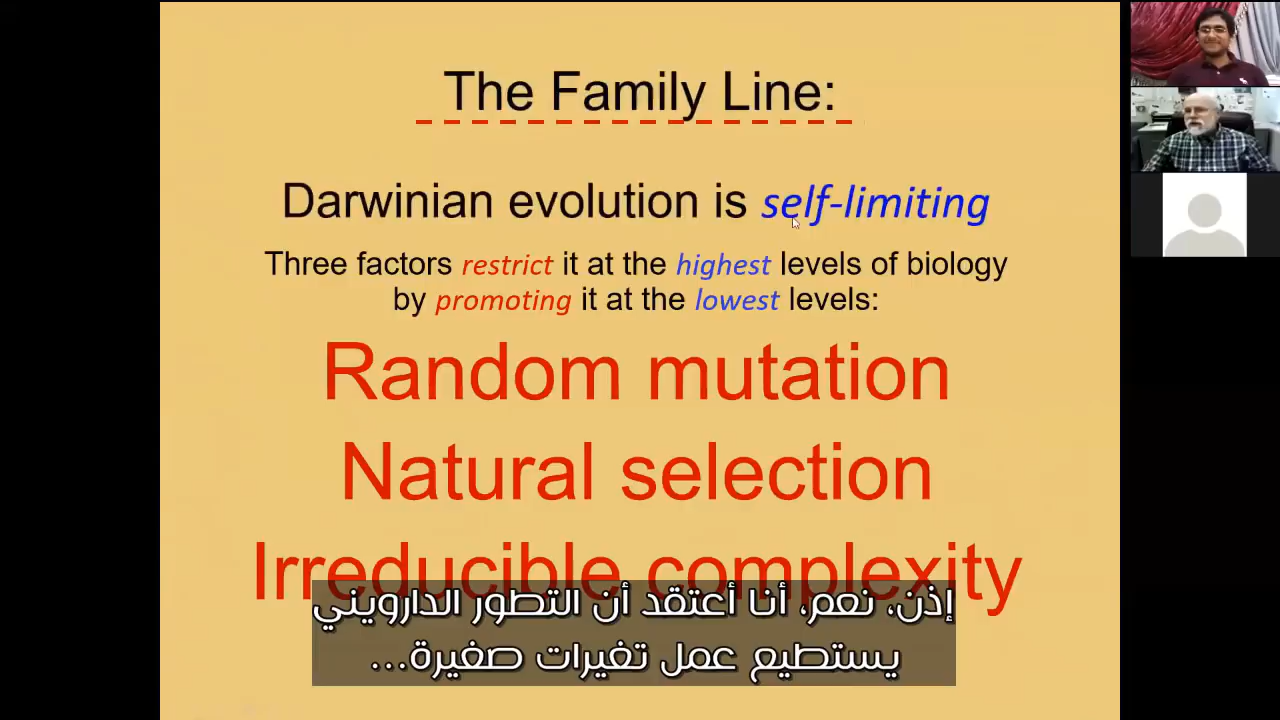 The Family Line:
Darwinian evolution is self-limiting
Three factors restrict it at the highest levels of biology
by promoting it at the lowest levels:
Random mutation
Natural selection
Irreducible complexity
إذن، نعم، أنا أعتقد أن التطور الدارويني
يستطيع عمل تغيرات صغيرة...